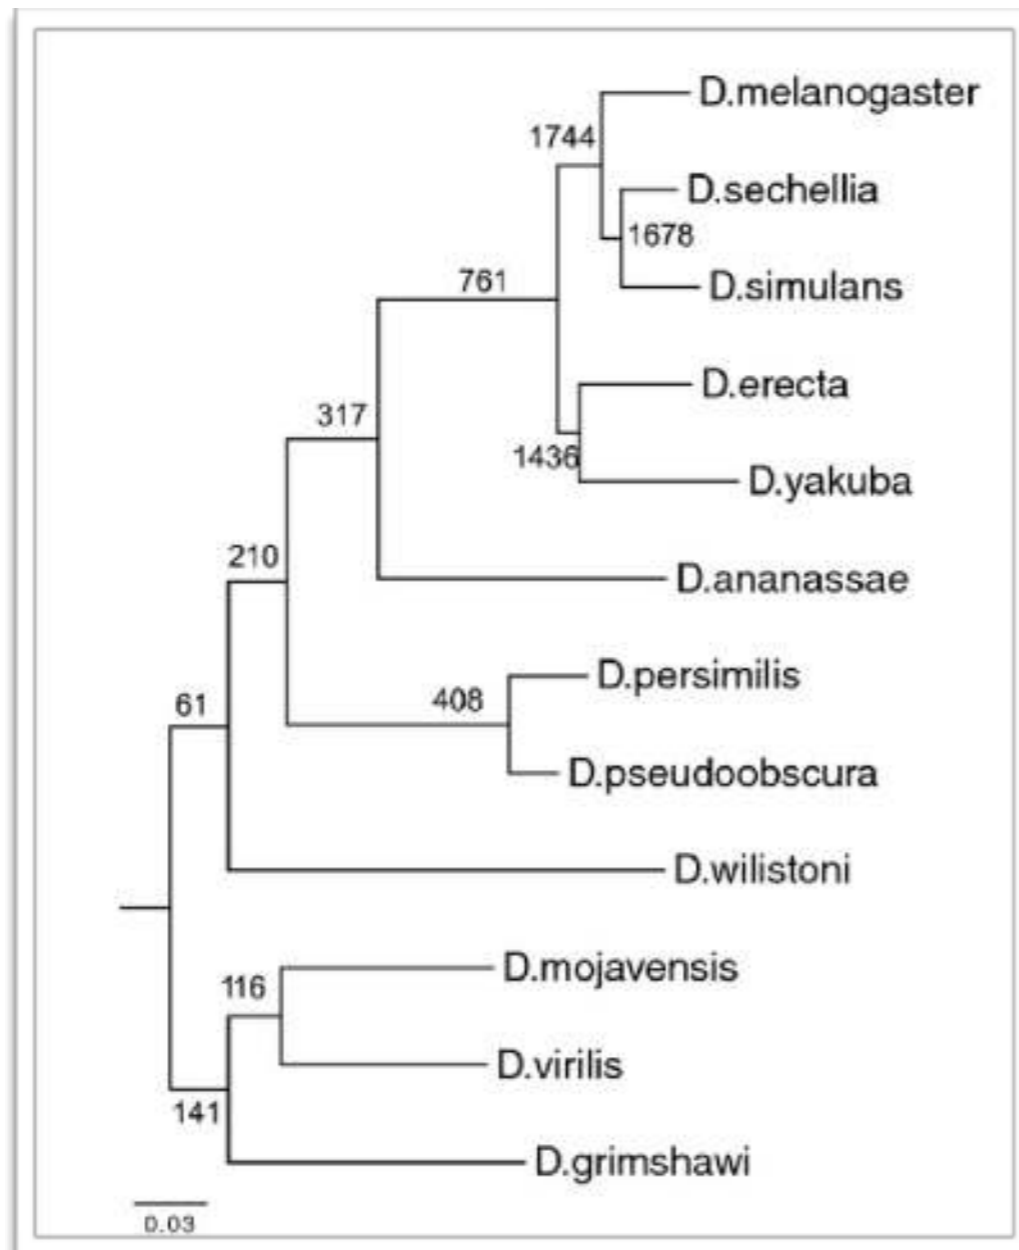 D.melanogaster
1744
D.sechellia
1678
761
D.simulans
D.erecta
317
1436
D.yakuba
210
D.ananassae
D.persimilis
408
61
D.pseudoobscura
D.wilistoni
D.mojavensis
116
D.virilis
141
D.grimshawi
0.03